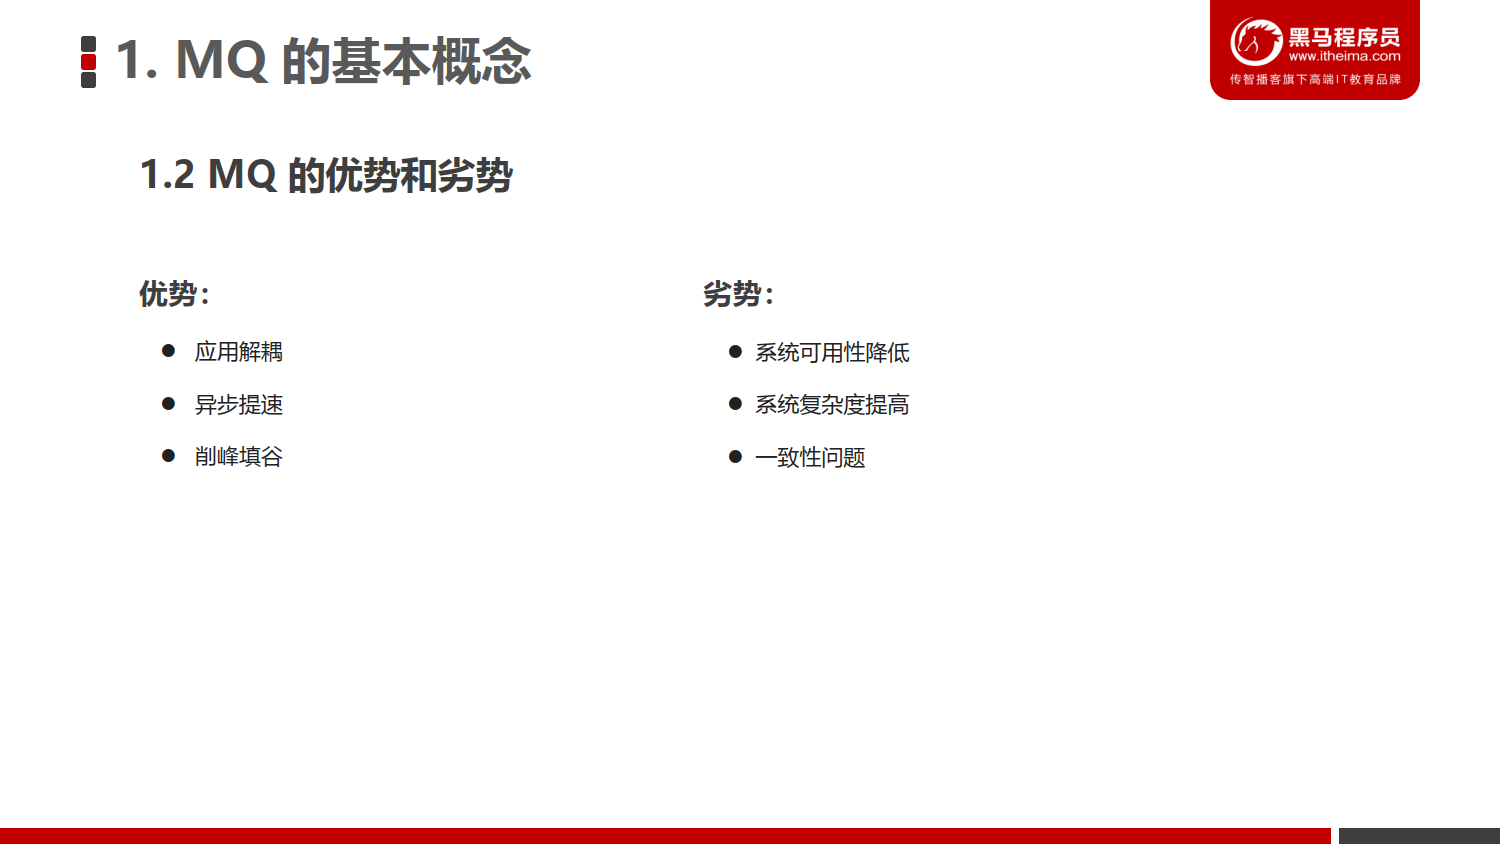 1. MQ 的基本概念
黑马程序员
www.itheima.com
传智播客旗下高端IT教育品牌
1.2 MQ 的优势和劣势
优势：
应用解耦
异步提速
削峰填谷
劣势：
系统可用性降低
系统复杂度提高
一致性问题